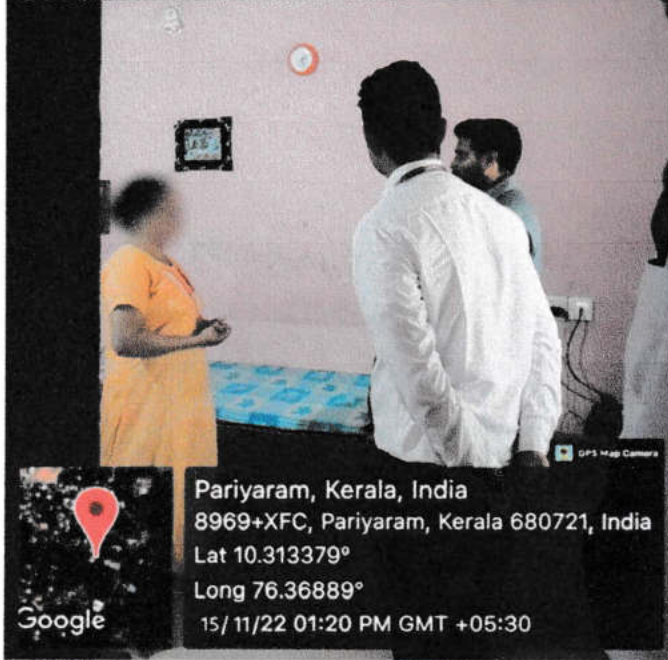 GPS Map Camera
Pariyaram, Kerala, India
8969+XFC, Pariyaram, Kerala 680721, India
Lat 10.313379°
Long 76.36889°
15/ 11/22 01:20 PM GMT +05:30
Google